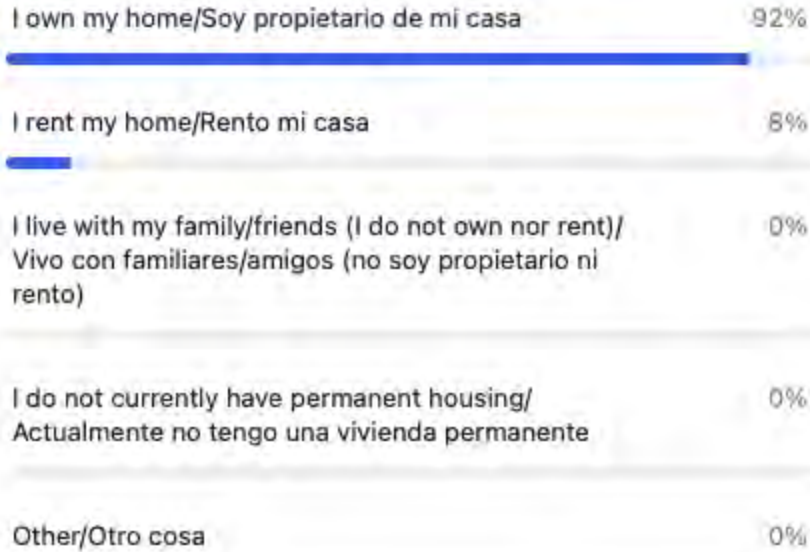 I own my home/Soy propietario de mi casa 92%
I rent my home/Rento mi casa 8%
I live with my family/friends (I do not own nor rent)/ 0%
Vivo con familiares/amigos (no soy propietario ni
rento)
I do not currently have permanent housing/ 0%
Actualmente no tengo una vivienda permanente
Other/Otro cosa 0%